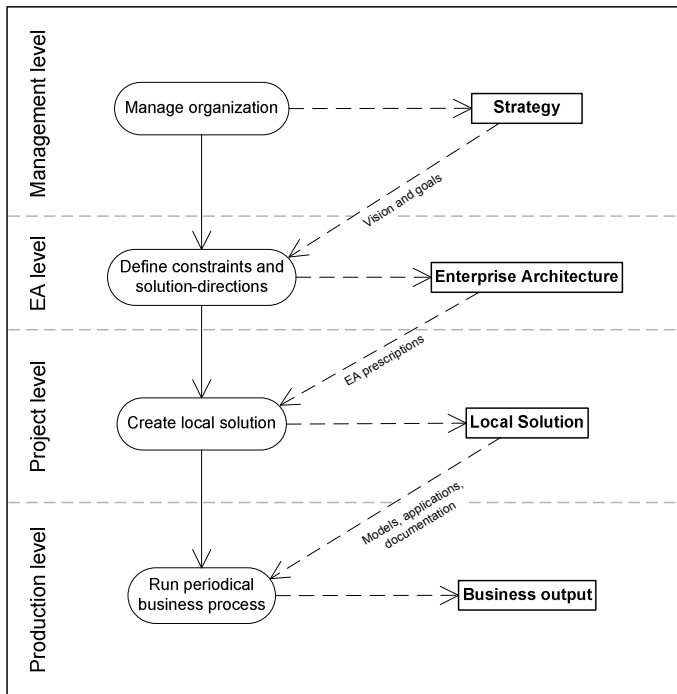 Management level
Manage organization
Strategy
Vision and goals
EA level
Define constraints and
solution-directions
Enterprise Architecture
EA prescriptions
Project level
Create local solution
Local Solution
Models, applications,
documentation
Production level
Run periodical
business process
Business output